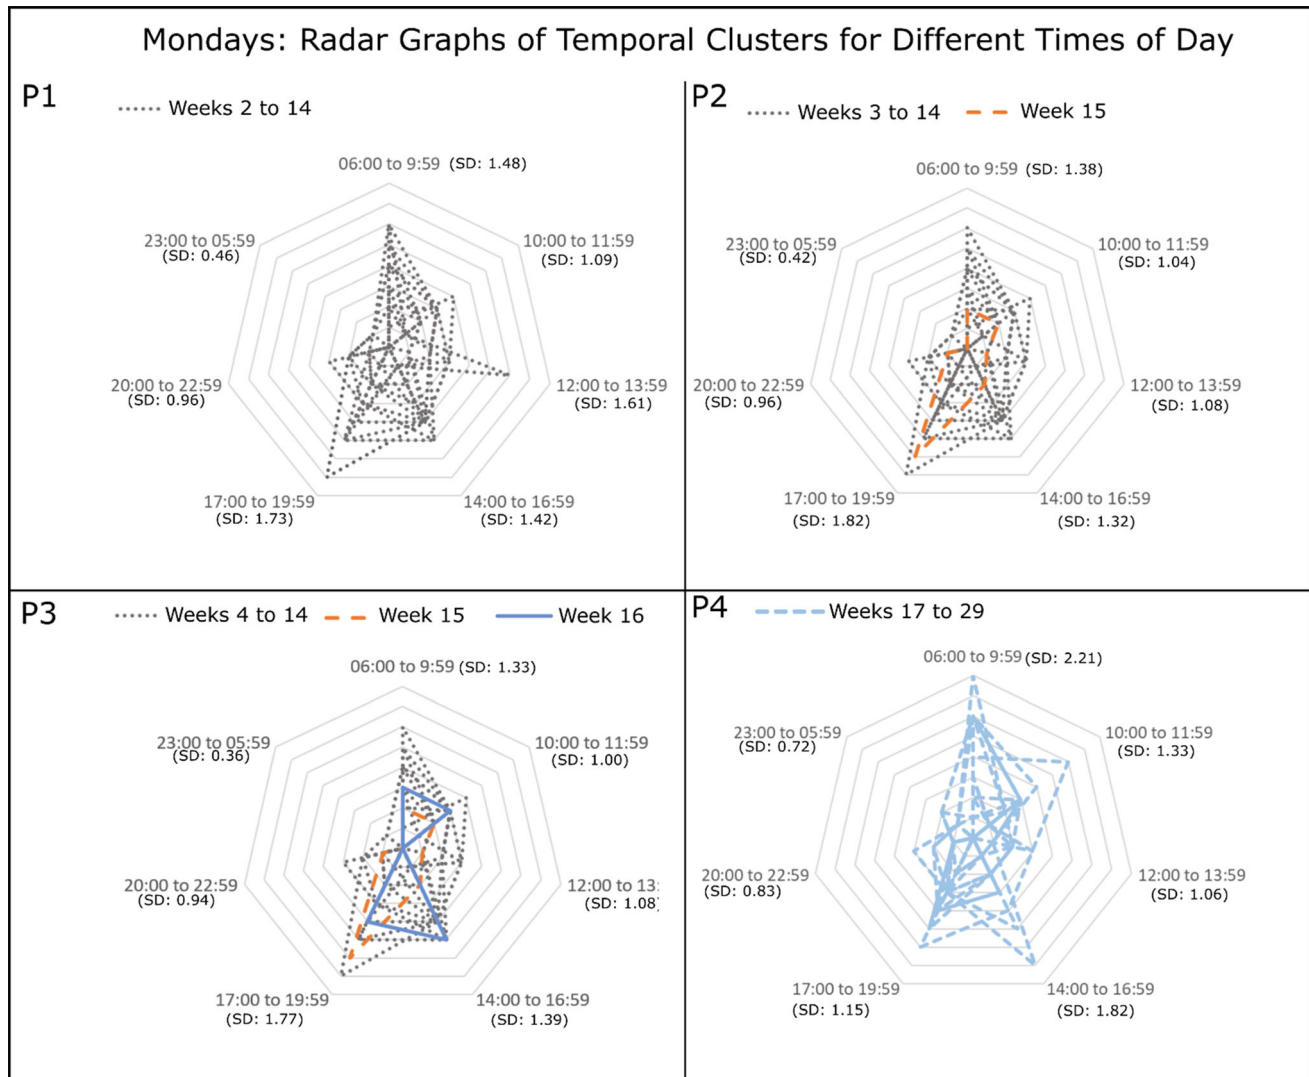 Mondays: Radar Graphs of Temporal Clusters for Different Times of Day
P1
Weeks 2 to 14
06:00 to 9:59 (SD: 1.48)
23:00 to 05:59
(SD: 0.46)
10:00 to 11:59
(SD: 1.09)
20:00 to 22:59
(SD: 0.96)
12:00 to 13:59
(SD: 1.61)
17:00 to 19:59
(SD: 1.73)
14:00 to 16:59
(SD: 1.42)
P2
Weeks 3 to 14 Week 15
06:00 to 9:59 (SD: 1.38)
23:00 to 05:59
(SD: 0.42)
10:00 to 11:59
(SD: 1.04)
20:00 to 22:59
(SD: 0.96)
12:00 to 13:59
(SD: 1.08)
17:00 to 19:59
(SD: 1.82)
14:00 to 16:59
(SD: 1.32)
P3
Weeks 4 to 14 Week 15 Week 16
06:00 to 9:59 (SD: 1.33)
23:00 to 05:59
(SD: 0.36)
10:00 to 11:59
(SD: 1.00)
20:00 to 22:59
(SD: 0.94)
12:00 to 13:
(SD: 1.08)
17:00 to 19:59
(SD: 1.77)
14:00 to 16:59
(SD: 1.39)
P4
Weeks 17 to 29
06:00 to 9:59 (SD: 2.21)
23:00 to 05:59
(SD: 0.72)
10:00 to 11:59
(SD: 1.33)
20:00 to 22:59
(SD: 0.83)
12:00 to 13:59
(SD: 1.06)
17:00 to 19:59
(SD: 1.15)
14:00 to 16:59
(SD: 1.82)